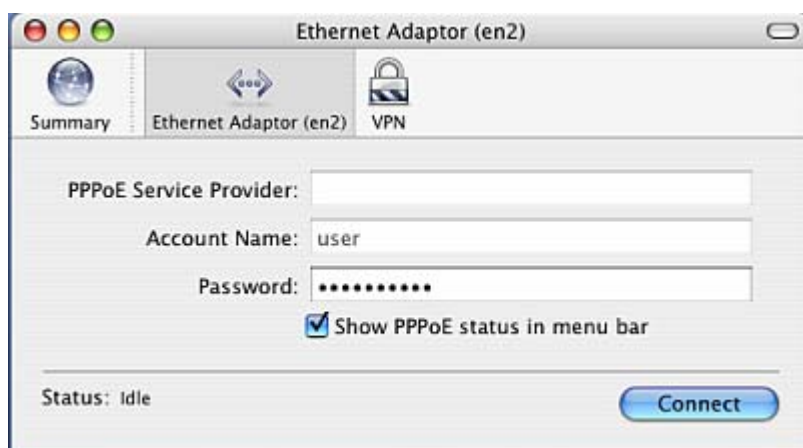 Ethernet Adaptor (en2)
Summary
Ethernet Adaptor (en2)
VPN
PPPoE Service Provider:
Account Name: user
Password: ••••••••••
Show PPPoE status in menu bar
Status: Idle
Connect